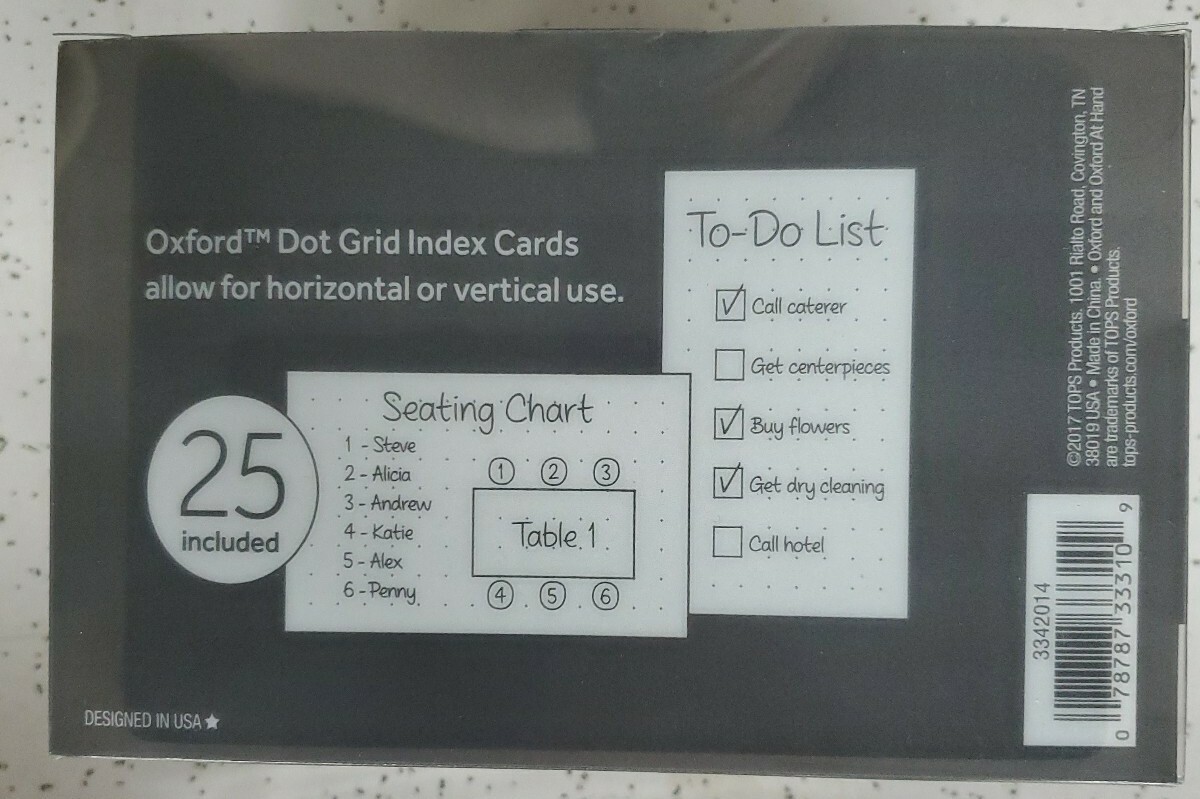 Oxford™ Dot Grid Index Cards
allow for horizontal or vertical use.
25
included
Seating Chart
1 - Steve
2 - Alicia
3 - Andrew
4 - Katie
5 - Alex
6 - Penny
1 2 3
Table 1
4 5 6
To-Do List
Call caterer
Get centerpieces
Buy flowers
Get dry cleaning
Call hotel
DESIGNED IN USA
©2017 TOPS Products, 1001 Rialto Road, Covington, TN
38019 USA • Made in China. • Oxford and Oxford At Hand
are trademarks of TOPS Products.
tops-products.com/oxford
3342014
0 78787 33310 9